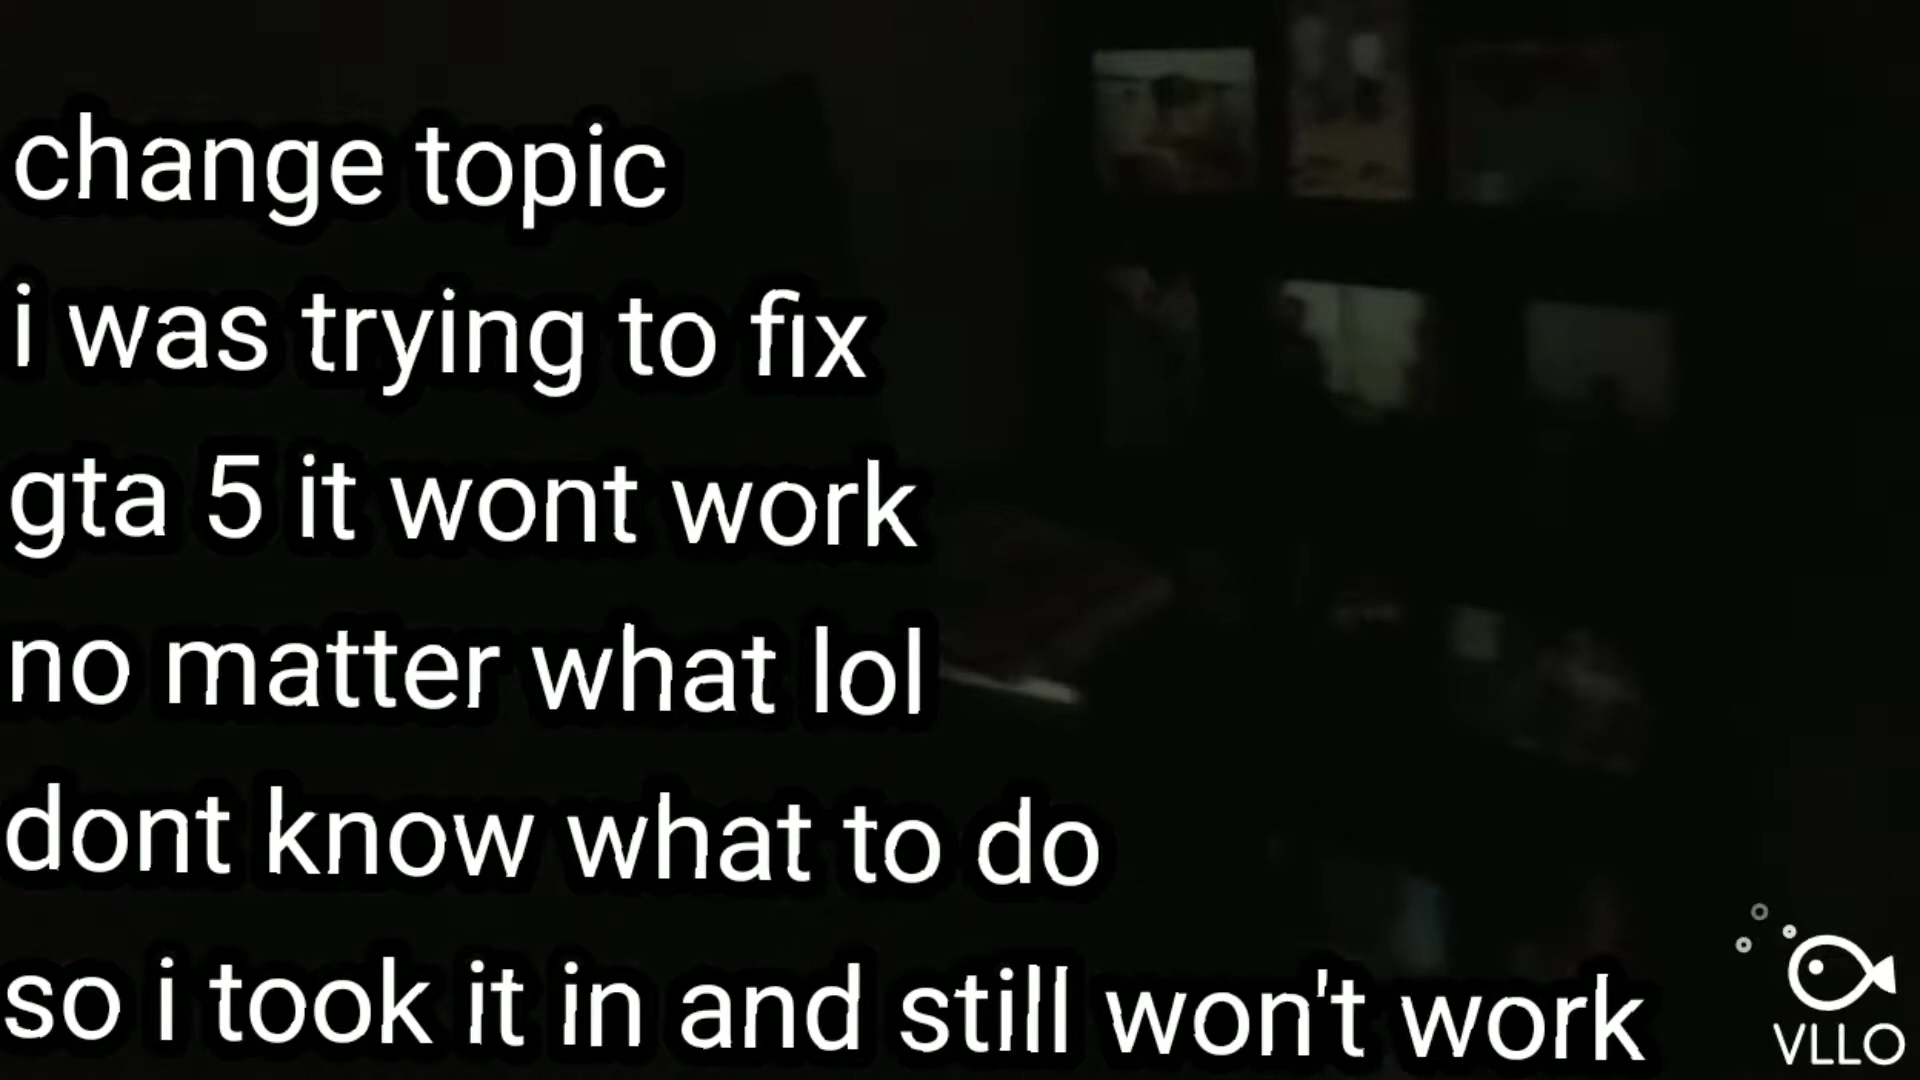 change topic
i was trying to fix
gta 5 it wont work
no matter what lol
dont know what to do
so i took it in and still won't work
VLLO